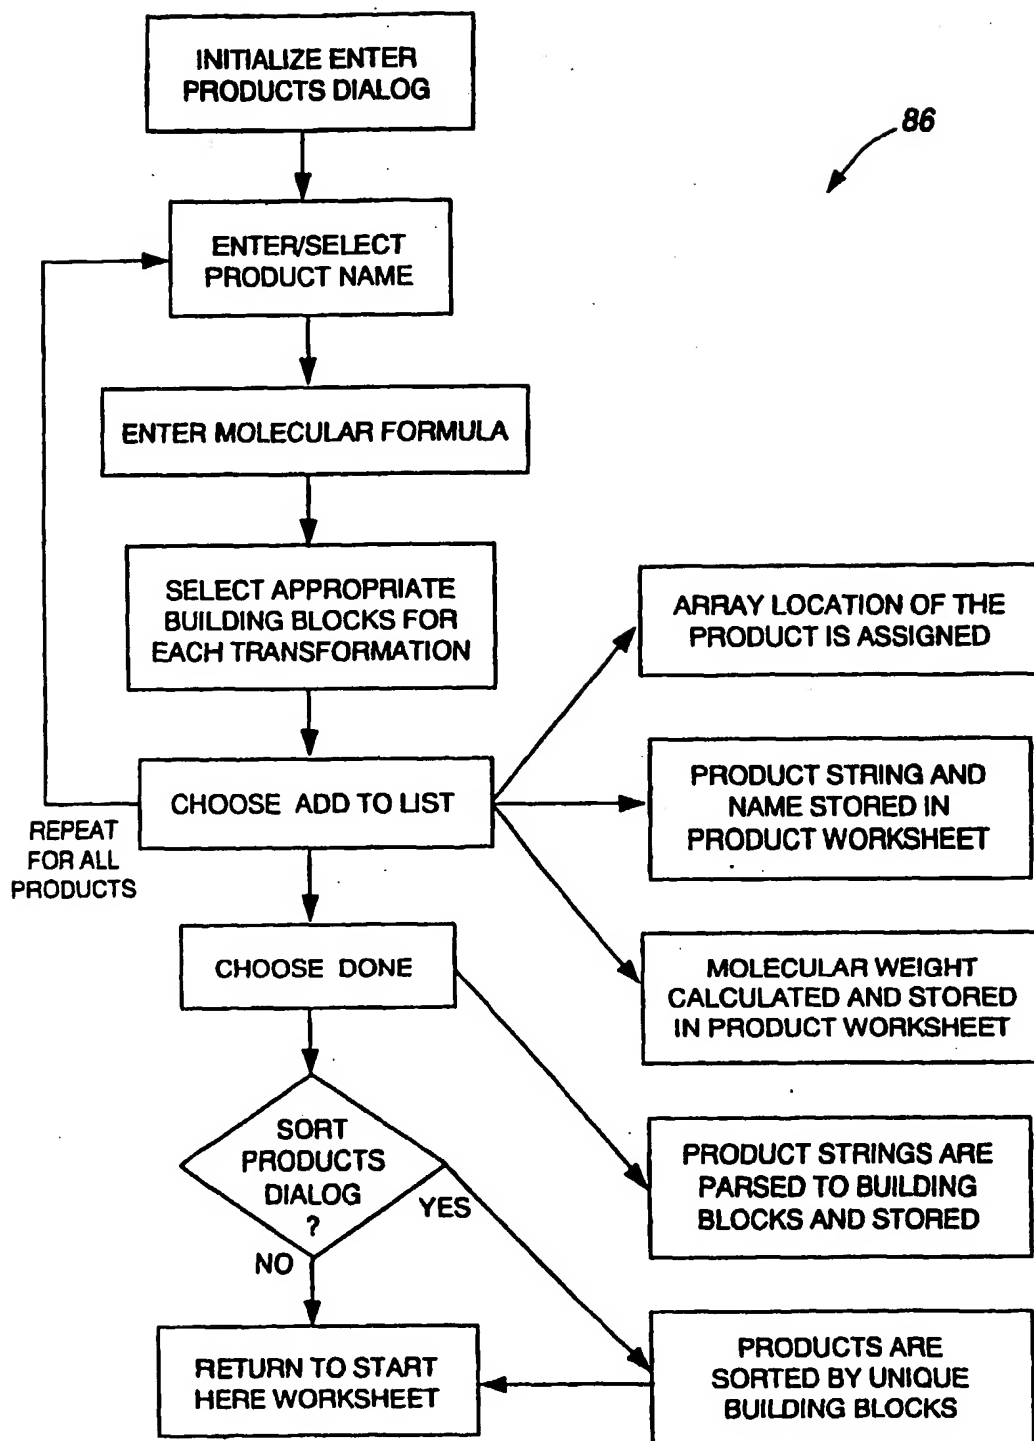 INITIALIZE ENTER
PRODUCTS DIALOG
86
ENTER/SELECT
PRODUCT NAME
ENTER MOLECULAR FORMULA
SELECT APPROPRIATE
BUILDING BLOCKS FOR
EACH TRANSFORMATION
ARRAY LOCATION OF THE
PRODUCT IS ASSIGNED
CHOOSE ADD TO LIST
REPEAT
FOR ALL
PRODUCTS
PRODUCT STRING AND
NAME STORED IN
PRODUCT WORKSHEET
CHOOSE DONE
MOLECULAR WEIGHT
CALCULATED AND STORED
IN PRODUCT WORKSHEET
SORT
PRODUCTS
DIALOG
?
YES
NO
PRODUCT STRINGS ARE
PARSED TO BUILDING
BLOCKS AND STORED
RETURN TO START
HERE WORKSHEET
PRODUCTS ARE
SORTED BY UNIQUE
BUILDING BLOCKS